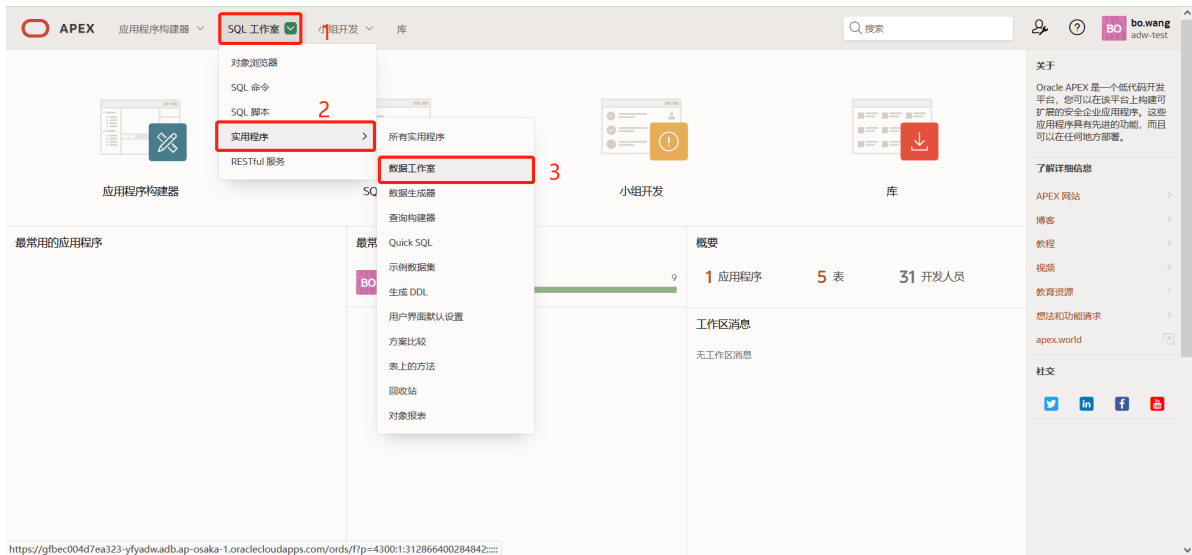 APEX
应用程序构建器
SQL 工作室
1
小组开发
库
搜索
BO
bo.wang
adw-test
对象浏览器
SQL 命令
SQL 脚本
2
实用程序
RESTful 服务
所有实用程序
数据工作室
3
数据生成器
查询构建器
Quick SQL
示例数据集
生成 DDL
用户界面默认设置
方案比较
表上的方法
回收站
对象报表
应用程序构建器
SQ
小组开发
库
最常用的应用程序
最常
BO
9
概要
1 应用程序
5 表
31 开发人员
工作区消息
无工作区消息
关于
Oracle APEX 是一个低代码开发
平台，您可以在该平台上构建可
扩展的安全企业应用程序。这些
应用程序具有先进的功能，而且
可以在任何地方部署。
了解详细信息
APEX 网站
博客
教程
视频
教育资源
想法和功能请求
apex.world
社交
https://gfbec004d7ea323-yfyadw.adb.ap-osaka-1.oraclecloudapps.com/ords/f?p=4300:1:312866400284842:::::